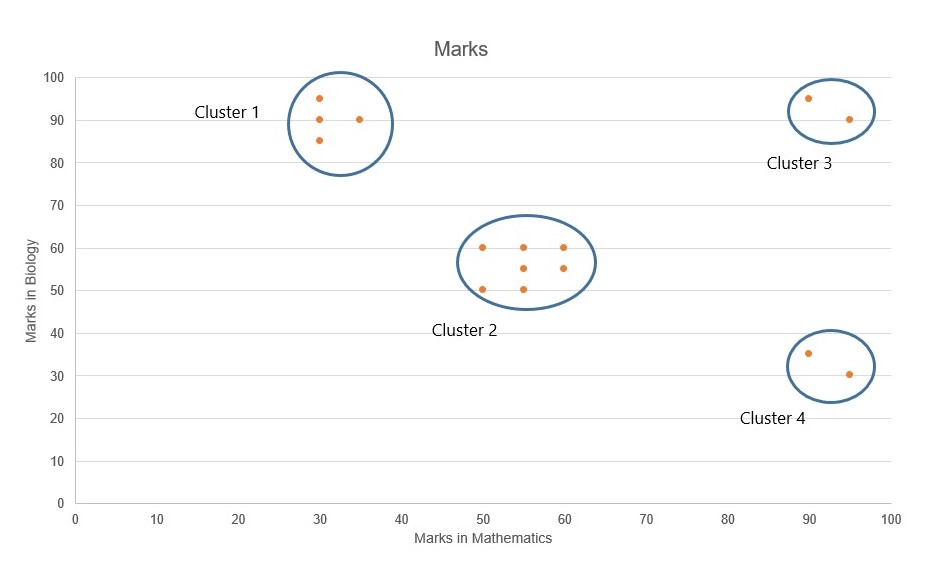 Marks
100
90
80
70
60
50
40
30
20
10
0
Marks in Biology
Cluster 1
Cluster 3
Cluster 2
Cluster 4
0 10 20 30 40 50 60 70 80 90 100
Marks in Mathematics